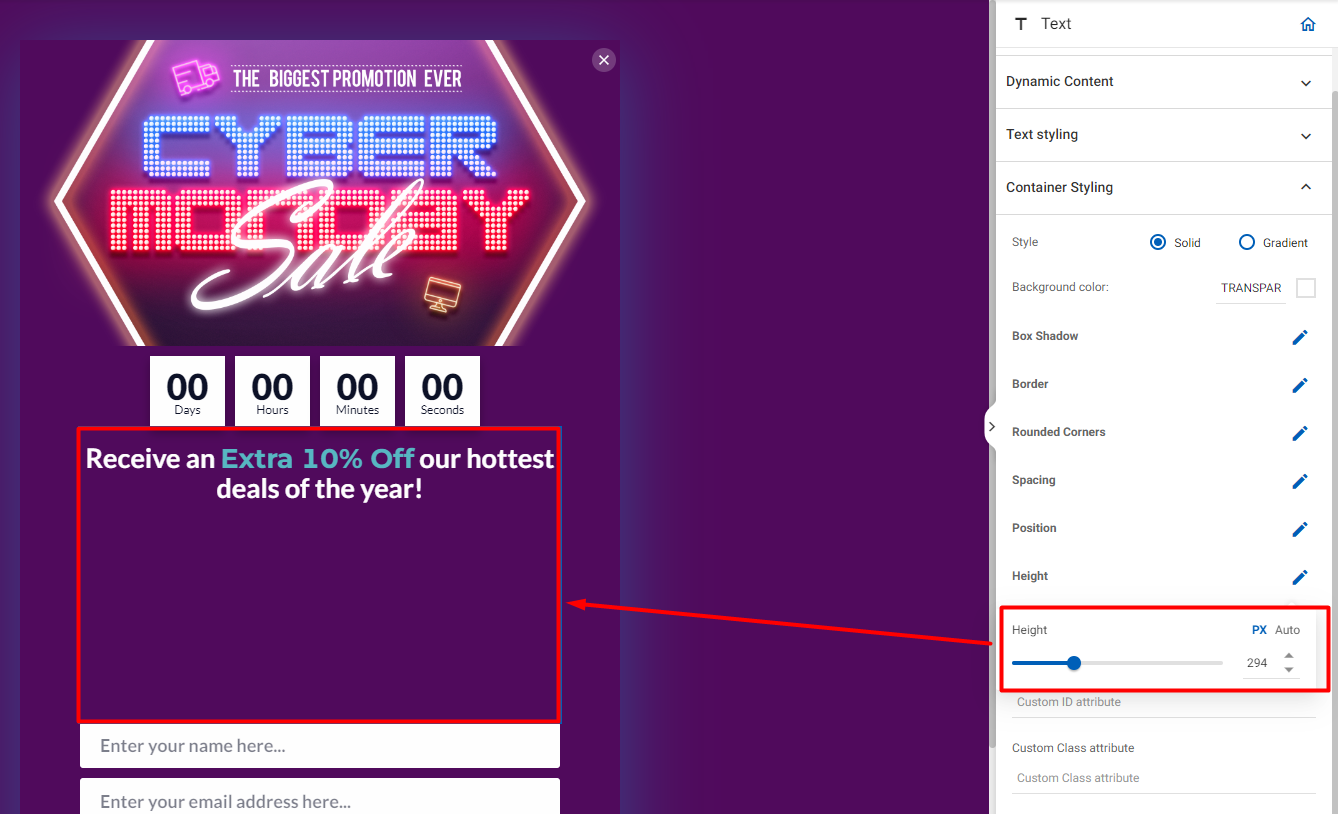 THE BIGGEST PROMOTION EVER
CYBER
MONDAY
Sale
00 00 00 00
Days Hours Minutes Seconds
Receive an Extra 10% Off our hottest
deals of the year!
Enter your name here...
Enter your email address here...
T Text
Dynamic Content
Text styling
Container Styling
Style Solid Gradient
Background color: TRANSPAR
Box Shadow
Border
Rounded Corners
Spacing
Position
Height
Height PX Auto
294
Custom ID attribute
Custom Class attribute
Custom Class attribute